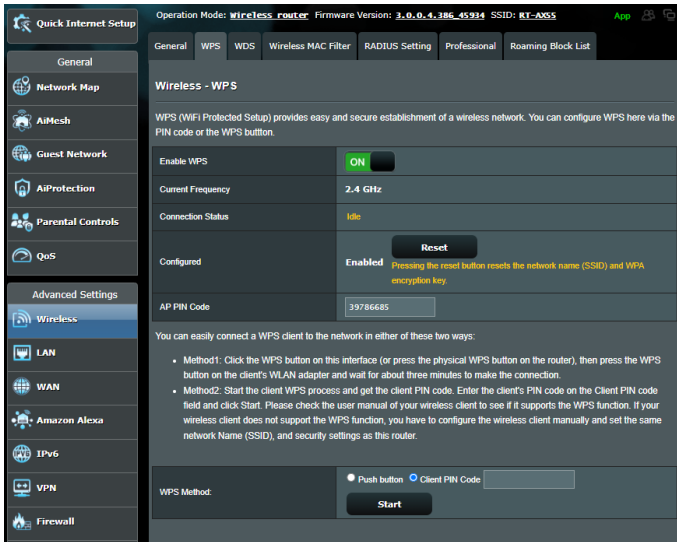 Quick Internet Setup
General
Network Map
AiMesh
Guest Network
AiProtection
Parental Controls
QoS
Advanced Settings
Wireless
LAN
WAN
Amazon Alexa
IPv6
VPN
Firewall
Operation Mode: Wireless router Firmware Version: 3.0.0.4.386_45934 SSID: RT-AX55
App
General WPS WDS Wireless MAC Filter RADIUS Setting Professional Roaming Block List
Wireless - WPS
WPS (WiFi Protected Setup) provides easy and secure establishment of a wireless network. You can configure WPS here via the
PIN code or the WPS buttton.
Enable WPS ON
Current Frequency 2.4 GHz
Connection Status Idle
Configured Enabled Reset
Pressing the reset button resets the network name (SSID) and WPA
encryption key.
AP PIN Code 39786685
You can easily connect a WPS client to the network in either of these two ways:
• Method1: Click the WPS button on this interface (or press the physical WPS button on the router), then press the WPS
button on the client's WLAN adapter and wait for about three minutes to make the connection.
• Method2: Start the client WPS process and get the client PIN code. Enter the client's PIN code on the Client PIN code
field and click Start. Please check the user manual of your wireless client to see if it supports the WPS function. If your
wireless client does not support the WPS function, you have to configure the wireless client manually and set the same
network Name (SSID), and security settings as this router.
WPS Method: Push button Client PIN Code
Start